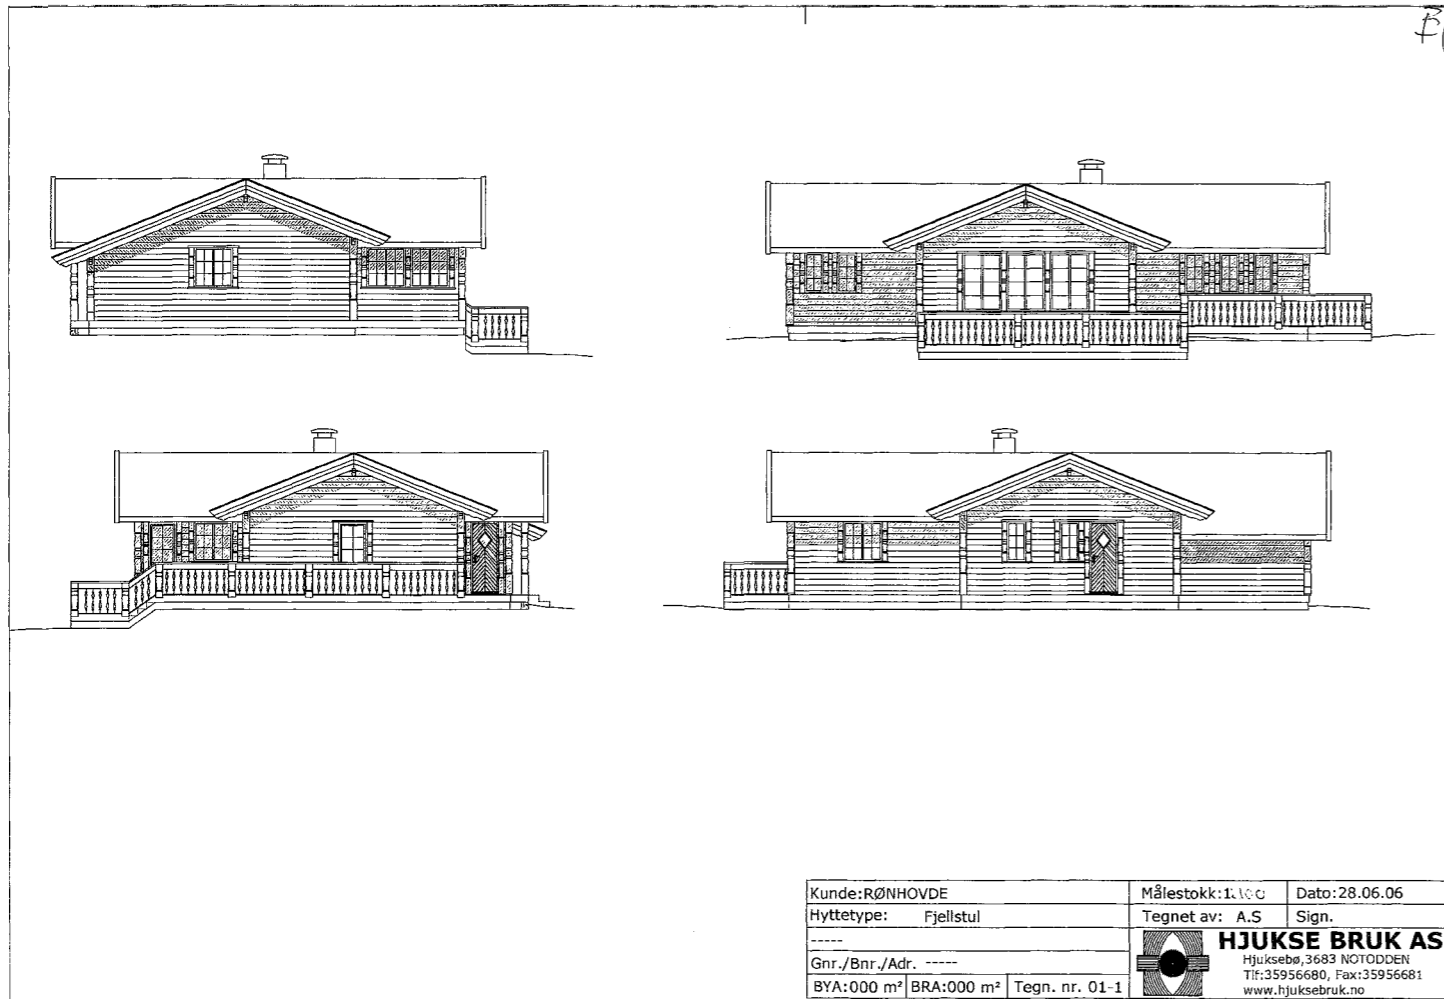 Kunde:RØNHOVDE
Målestokk:
Dato:28.06.06
Hyttetype: Fjellstul
Tegnet av: A.S
Sign.
-----
Gnr./Bnr./Adr. -----
BYA:000 m² BRA:000 m² Tegn. nr. 01-1
HJUKSE BRUK AS
Hjuksebø,3683 NOTODDEN
Tlf:35956680, Fax:35956681
www.hjuksebruk.no